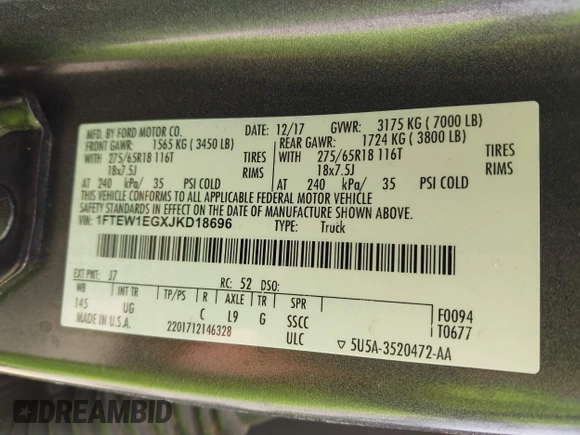 MFD. BY FORD MOTOR CO. DATE: 12/17 GVWR: 3175 KG ( 7000 LB)
FRONT GAWR: 1565 KG ( 3450 LB) REAR GAWR: 1724 KG ( 3800 LB)
WITH 275/65R18 116T TIRES WITH 275/65R18 116T TIRES
18x7.5J RIMS 18x7.5J RIMS
AT 240 kPa/ 35 PSI COLD AT 240 kPa/ 35 PSI COLD
THIS VEHICLE CONFORMS TO ALL APPLICABLE FEDERAL MOTOR VEHICLE
SAFETY STANDARDS IN EFFECT ON THE DATE OF MANUFACTURE SHOWN ABOVE.
VIN: 1FTEW1EGXJKD18696 TYPE: Truck
EXT PNT: J7 RC: 52 DSO:
WB INT TR TP/PS R AXLE TR SPR F0094
145 UG C L9 G SSCC T0677
MADE IN U.S.A. 2201712146328 ULC ▽ 5U5A-3520472-AA
DREAMBID